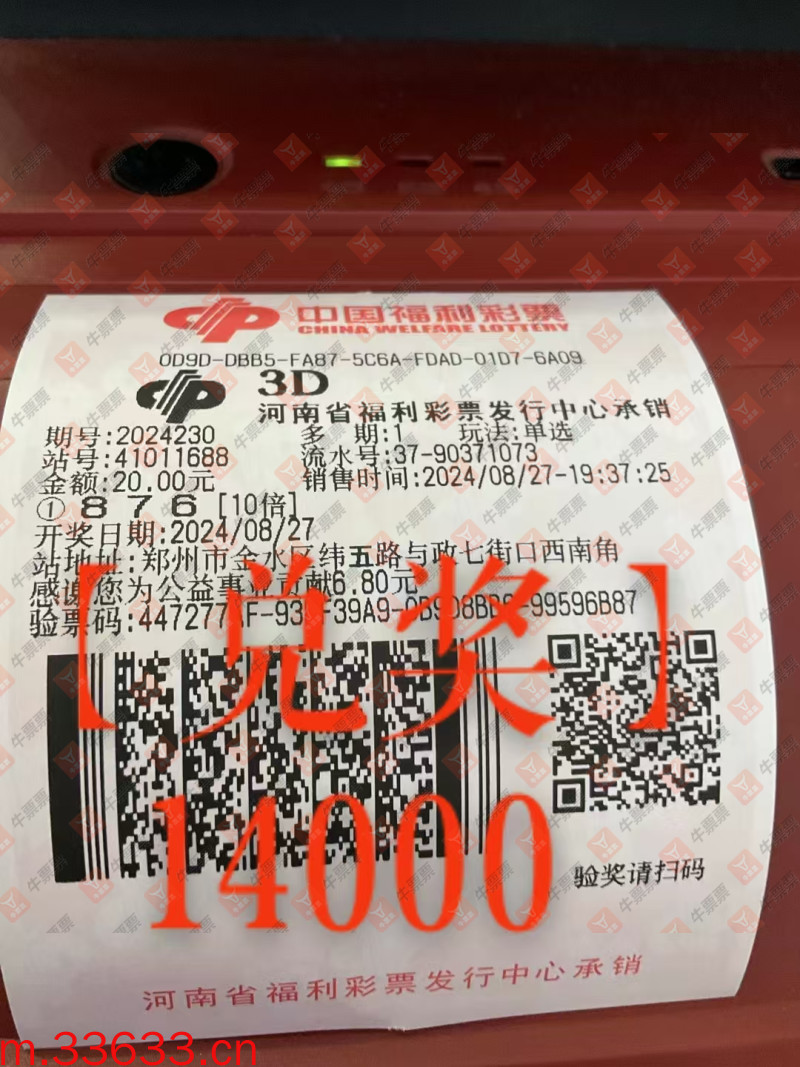 中国福利彩票
CHINA WELFARE LOTTERY
0D9D-DBB5-FA87-5C6A-FDAD-01D7-6A09
3D
河南省福利彩票发行中心承销
期号:2024230 多 期:1 玩法:单选
站号:41011688 流水号:37-90371073
金额:20.00元 销售时间:2024/08/27-19:37:25
① 8 7 6 [10倍]
开奖日期:2024/08/27
站地址:郑州市金水区纬五路与政七街口西南角
感谢您为公益事业贡献6.80元
验票码:
【兑奖】
14000
验奖请扫码
河南省福利彩票发行中心承销
m.33633.cn
牛票票